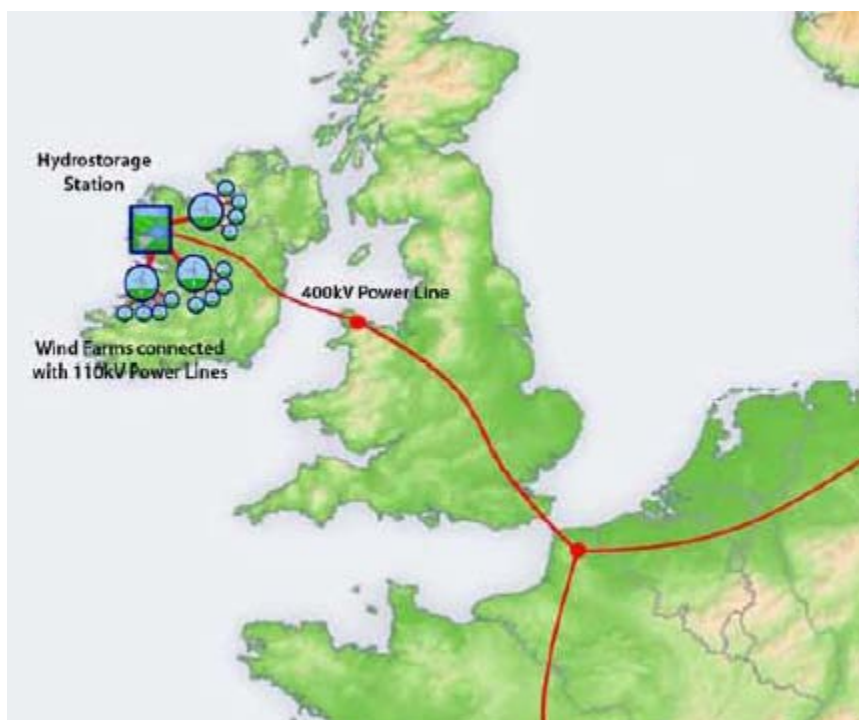 Hydrostorage
Station
400kV Power Line
Wind Farms connected
with 110kV Power Lines